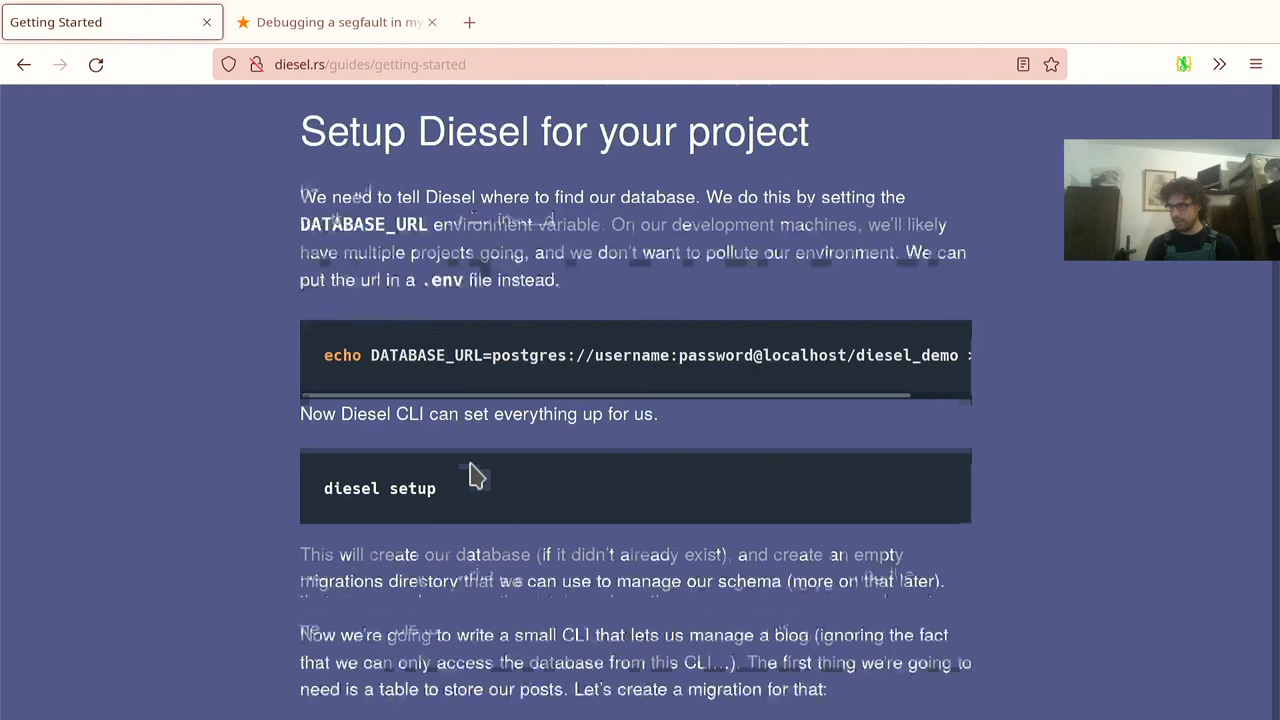 Getting Started
Debugging a segfault in my
diesel.rs/guides/getting-started
Setup Diesel for your project
We need to tell Diesel where to find our database. We do this by setting the
DATABASE_URL environment variable. On our development machines, we'll likely
have multiple projects going, and we don't want to pollute our environment. We can
put the url in a .env file instead.
echo DATABASE_URL=postgres://username:password@localhost/diesel_demo >
Now Diesel CLI can set everything up for us.
diesel setup
This will create our database (if it didn't already exist), and create an empty
migrations directory that we can use to manage our schema (more on that later).
Now we're going to write a small CLI that lets us manage a blog (ignoring the fact
that we can only access the database from this CLI…). The first thing we're going to
need is a table to store our posts. Let's create a migration for that: